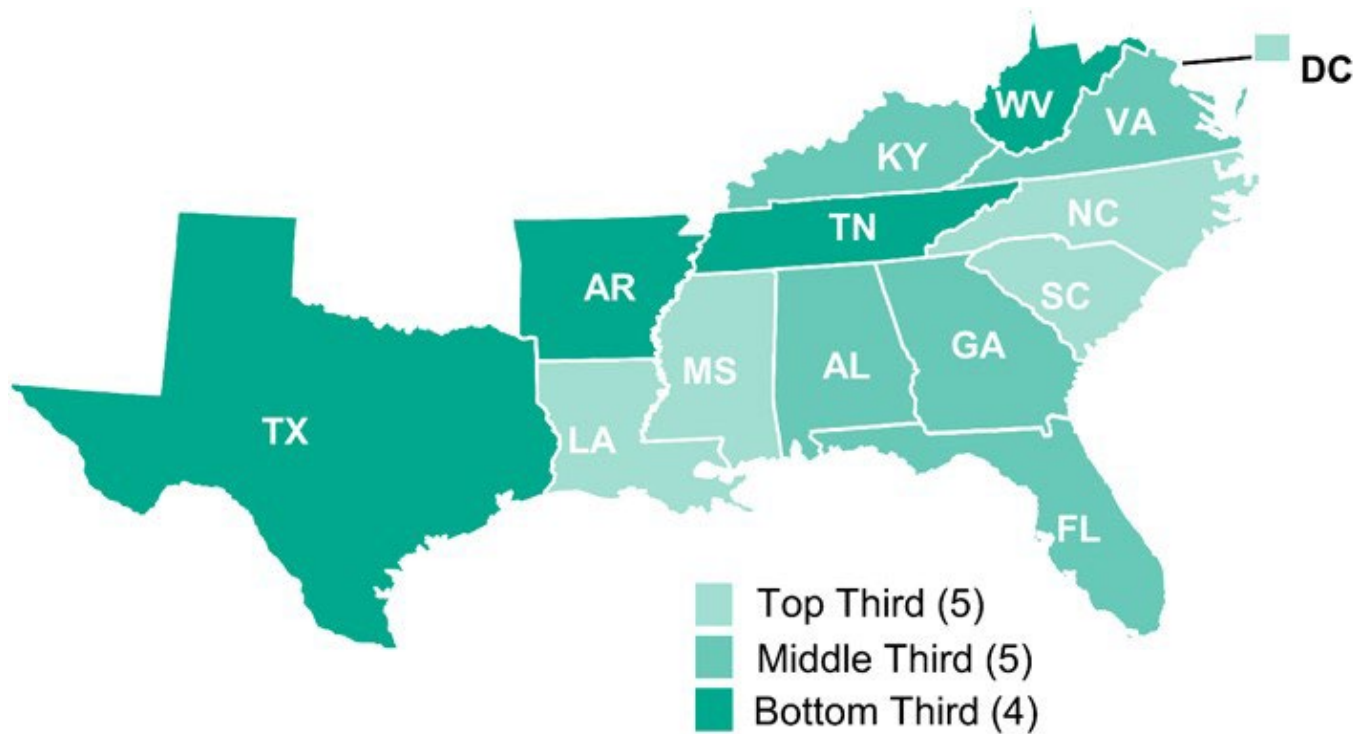 DC
WV
VA
KY
NC
TN
AR
SC
GA
MS
AL
TX
LA
FL
Top Third (5)
Middle Third (5)
Bottom Third (4)